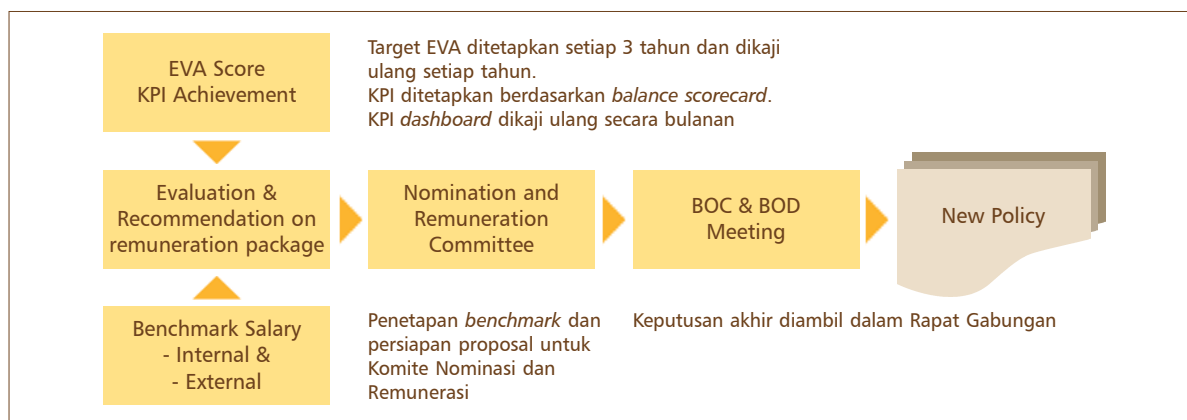 EVA Score
KPI Achievement
Target EVA ditetapkan setiap 3 tahun dan dikaji
ulang setiap tahun.
KPI ditetapkan berdasarkan balance scorecard.
KPI dashboard dikaji ulang secara bulanan
Evaluation &
Recommendation on
remuneration package
Nomination and
Remuneration
Committee
BOC & BOD
Meeting
New Policy
Benchmark Salary
- Internal &
- External
Penetapan benchmark dan
persiapan proposal untuk
Komite Nominasi dan
Remunerasi
Keputusan akhir diambil dalam Rapat Gabungan